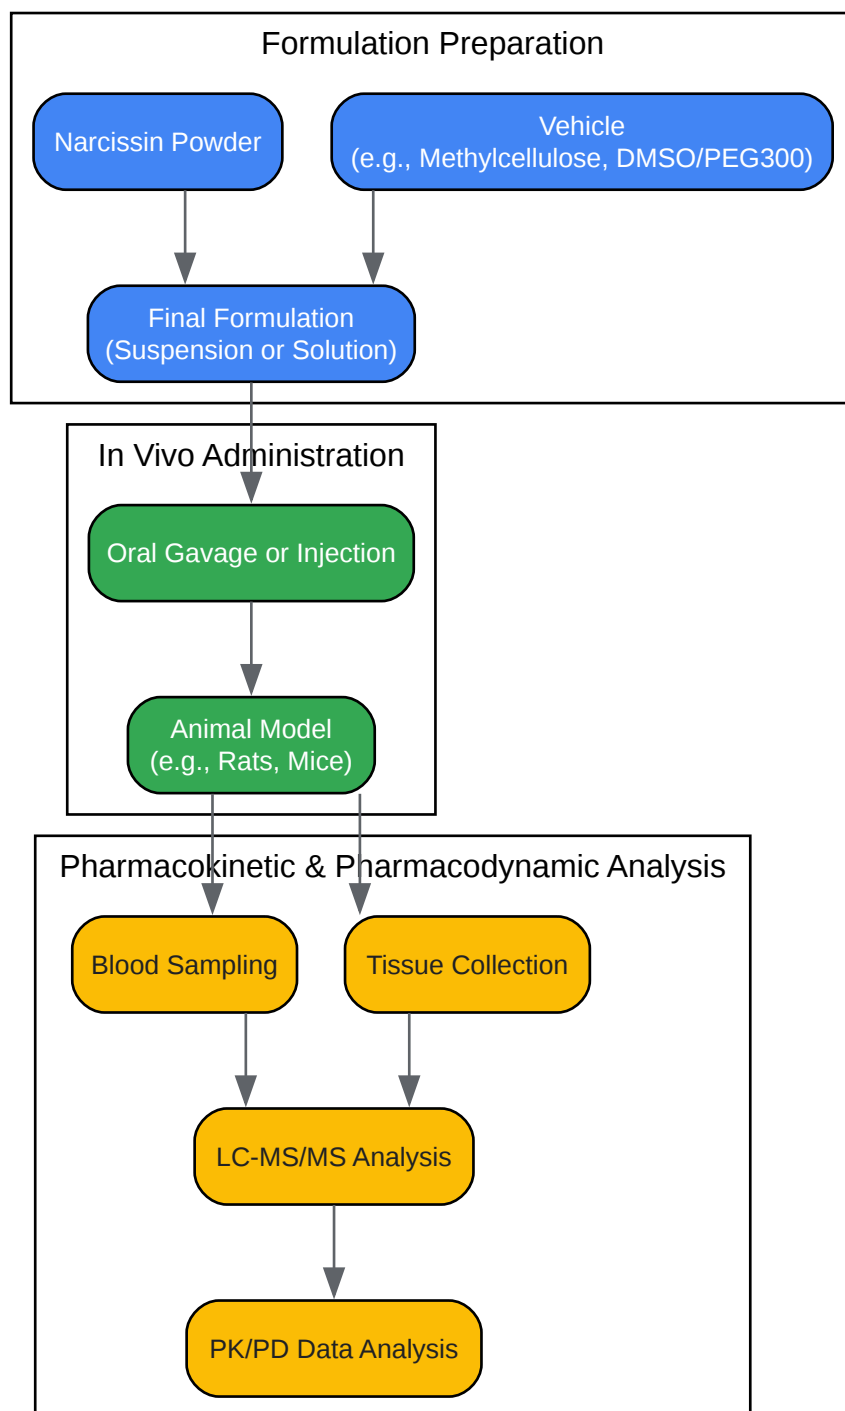 Formulation Preparation
Narcissin Powder
Vehicle
(e.g., Methylcellulose, DMSO/PEG300)
Final Formulation
(Suspension or Solution)
In Vivo Administration
Oral Gavage or Injection
Animal Model
(e.g., Rats, Mice)
Pharmacokinetic & Pharmacodynamic Analysis
Blood Sampling
Tissue Collection
LC-MS/MS Analysis
PK/PD Data Analysis